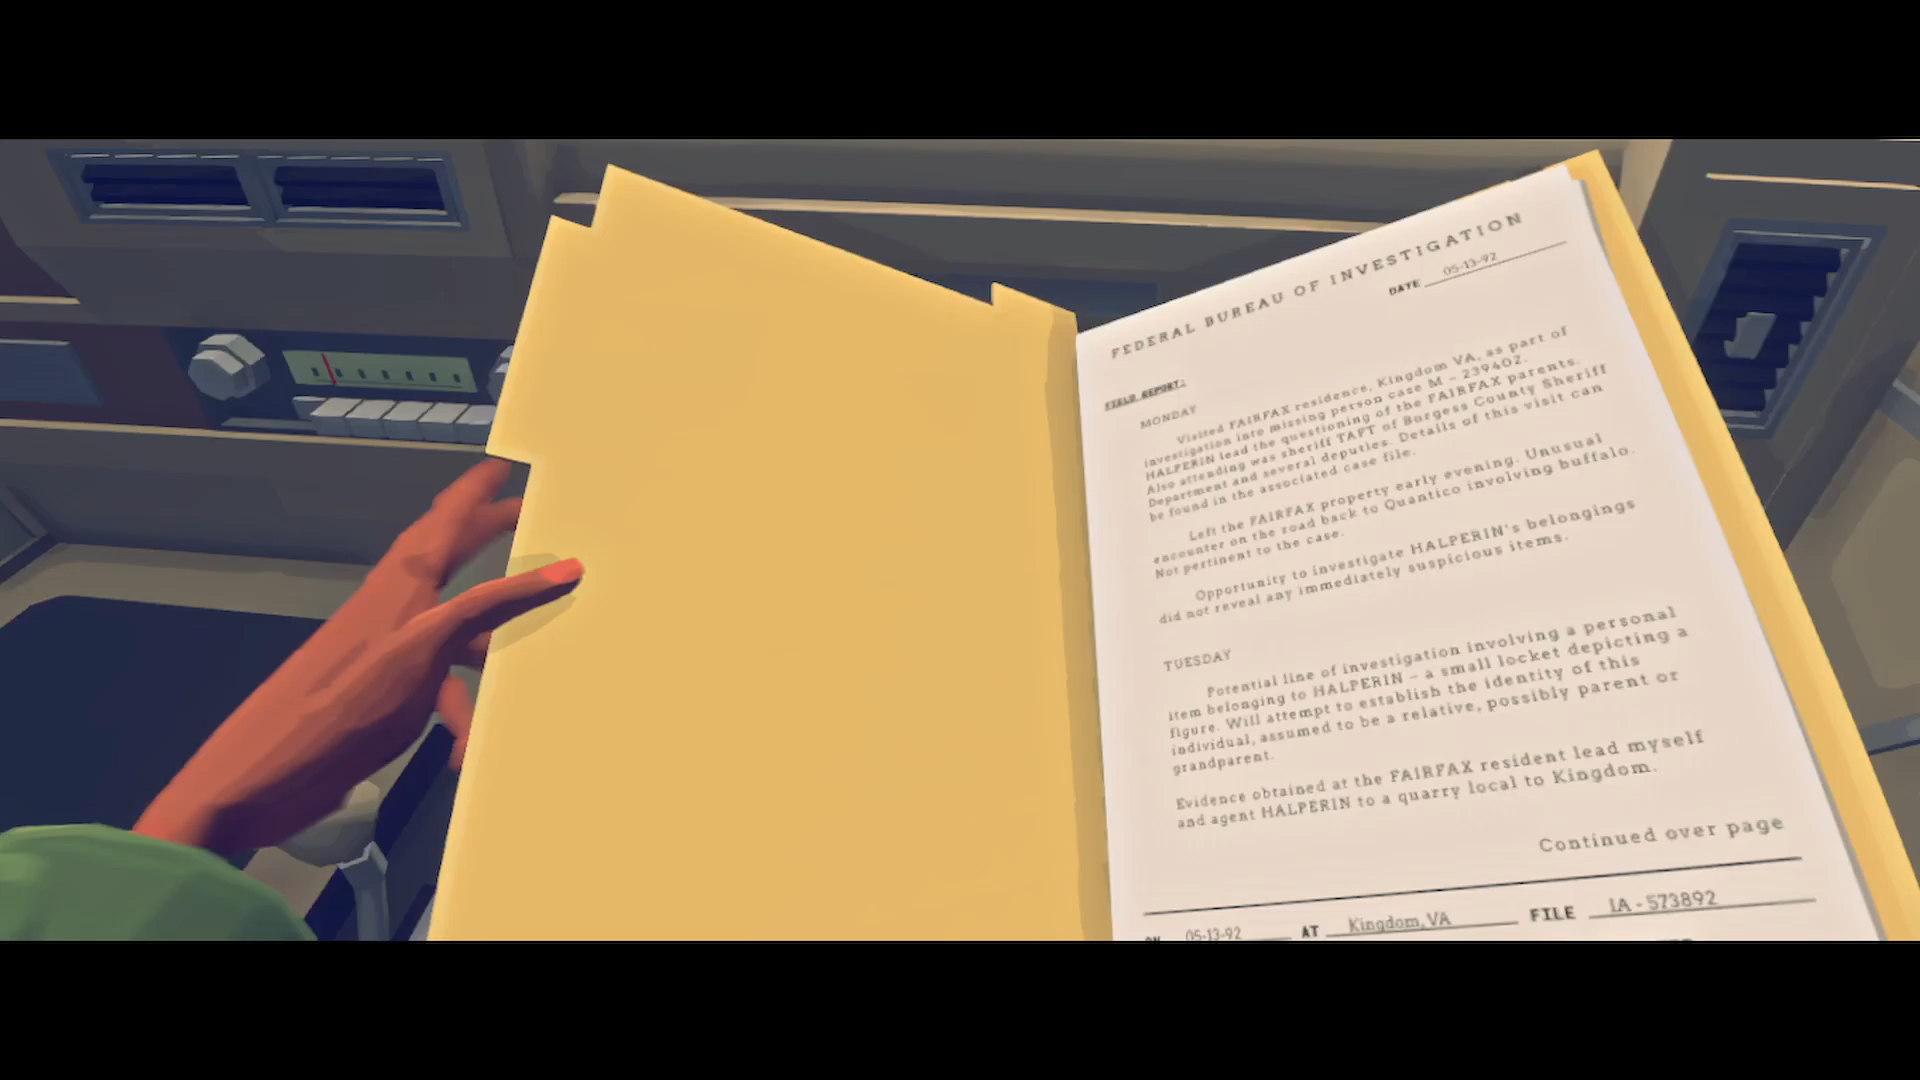 FEDERAL BUREAU OF INVESTIGATION
DATE 05-13-92
FIELD REPORT:
MONDAY
Visited FAIRFAX residence, Kingdom VA, as part of
investigation into missing person case M - 239402.
HALPERIN lead the questioning of the FAIRFAX parents.
Also attending was sheriff TAFT of Burgess County Sheriff
Department and several deputies. Details of this visit can
be found in the associated case file.
Left the FAIRFAX property early evening. Unusual
encounter on the road back to Quantico involving buffalo.
Not pertinent to the case.
Opportunity to investigate HALPERIN's belongings
did not reveal any immediately suspicious items.
TUESDAY
Potential line of investigation involving a personal
item belonging to HALPERIN - a small locket depicting a
figure. Will attempt to establish the identity of this
individual, assumed to be a relative, possibly parent or
grandparent.
Evidence obtained at the FAIRFAX resident lead myself
and agent HALPERIN to a quarry local to Kingdom.
Continued over page
05-13-92 AT Kingdom, VA FILE IA - 573892